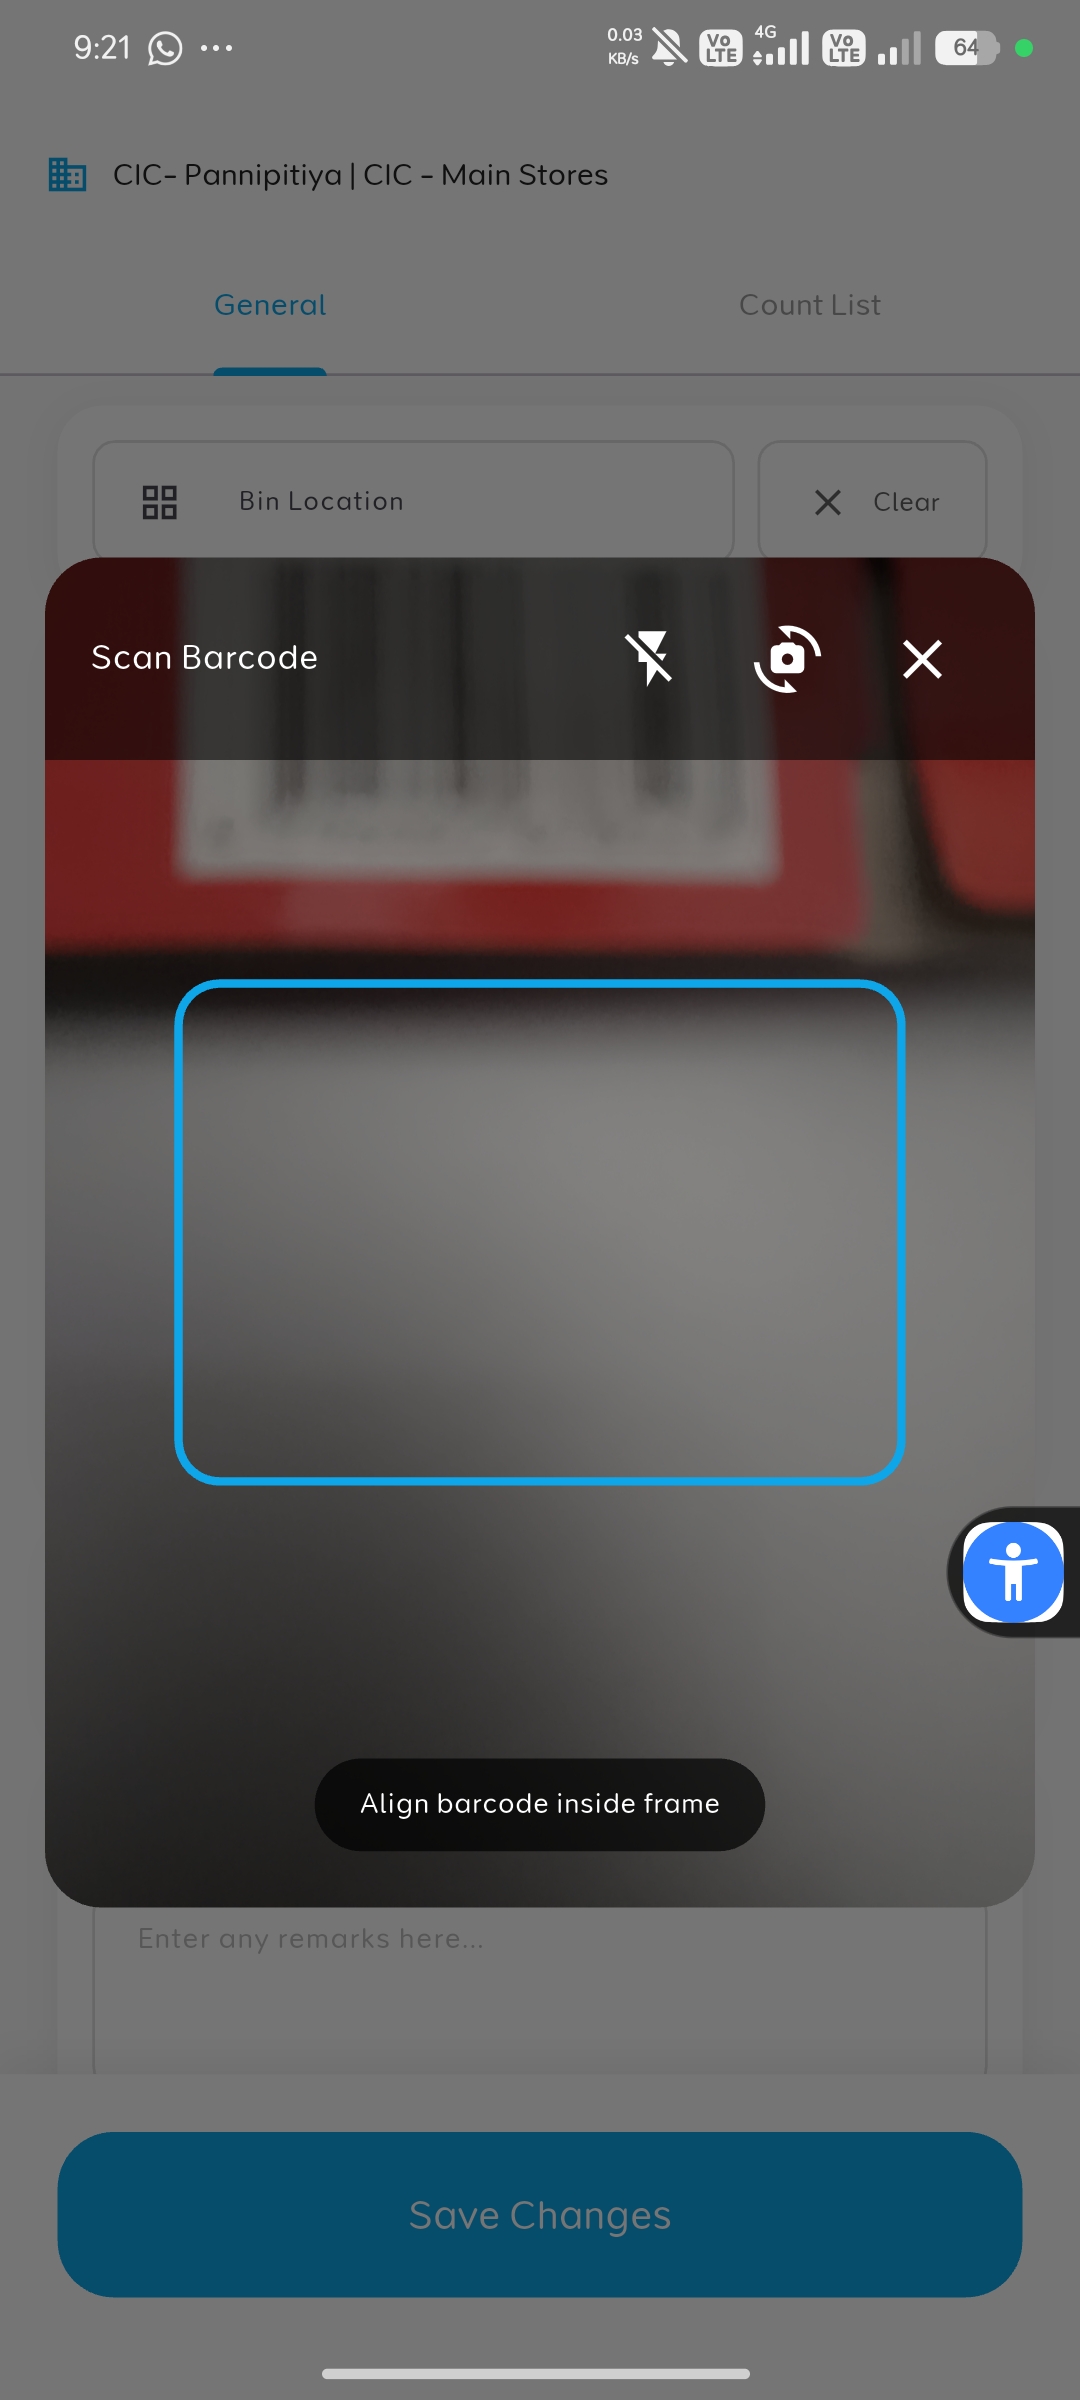 9:21
0.03
KB/s
Vo
LTE
4G
Vo
LTE
64
CIC- Pannipitiya | CIC - Main Stores
General
Count List
Bin Location
Clear
Scan Barcode
Align barcode inside frame
Enter any remarks here...
Save Changes